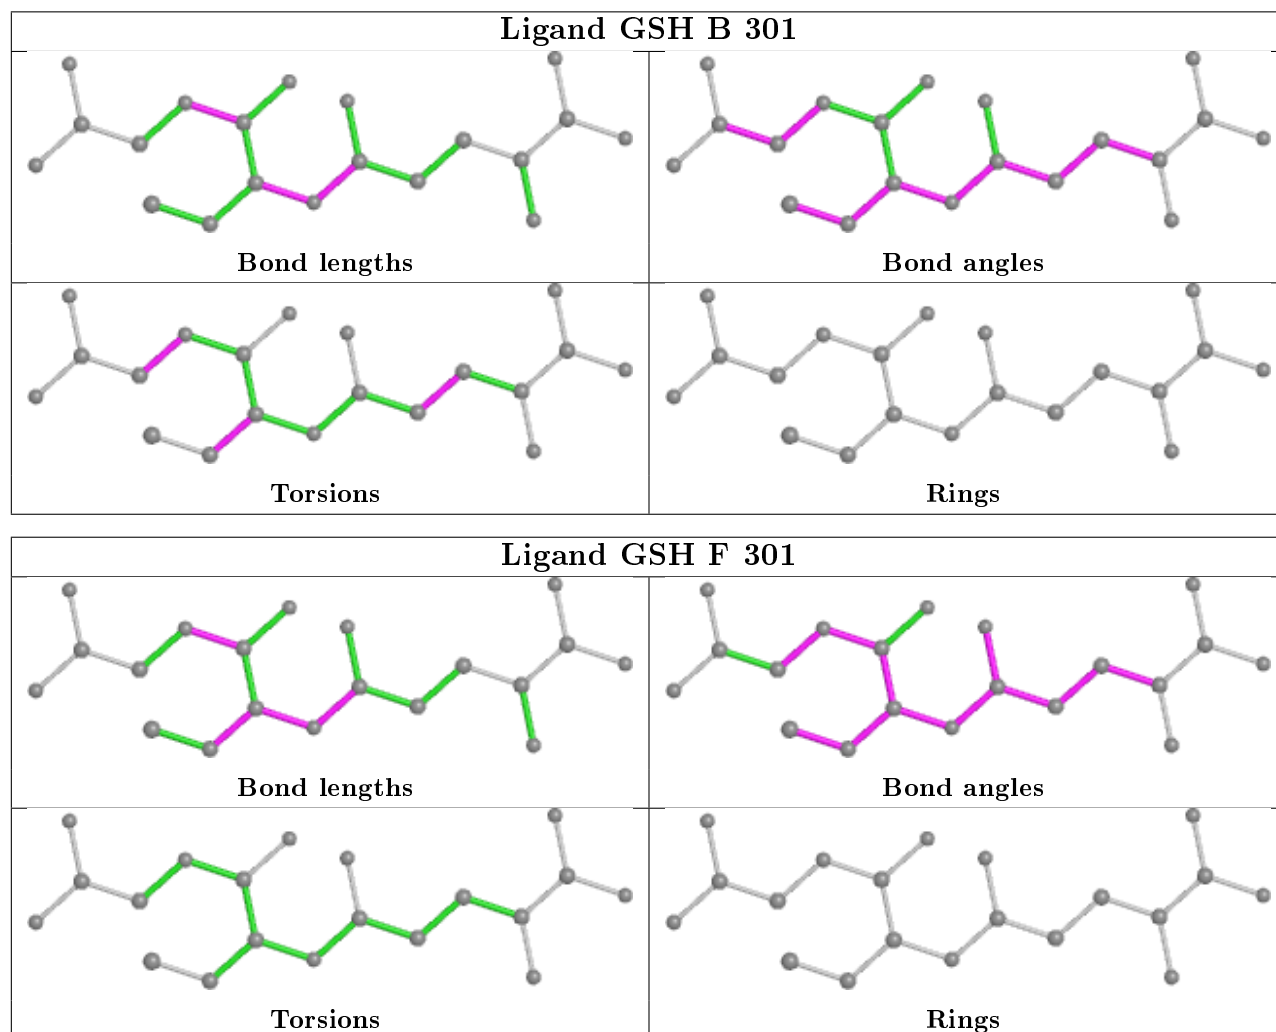 Ligand GSH B 301
Bond lengths
Bond angles
Torsions
Rings
Ligand GSH F 301
Bond lengths
Bond angles
Torsions
Rings